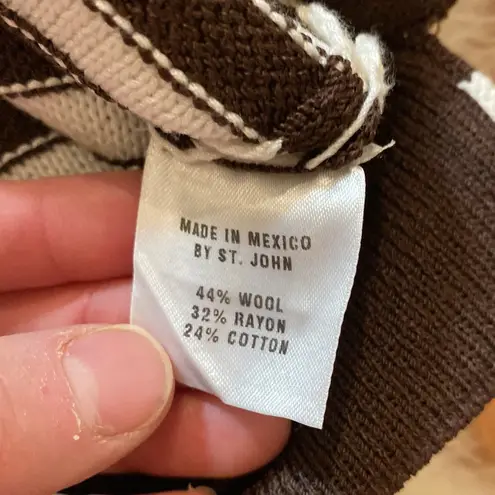 MADE IN MEXICO
BY ST. JOHN
44% WOOL
32% RAYON
24% COTTON